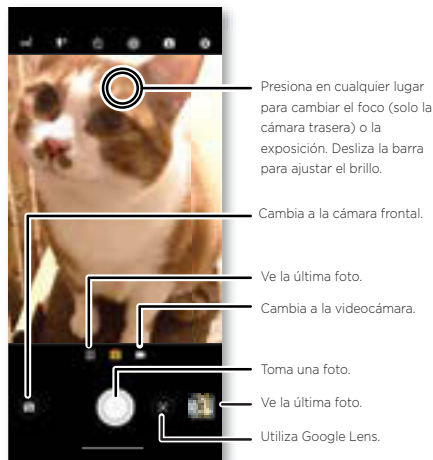 Presiona en cualquier lugar
para cambiar el foco (solo la
cámara trasera) o la
exposición. Desliza la barra
para ajustar el brillo.
Cambia a la cámara frontal.
Ve la última foto.
Cambia a la videocámara.
Toma una foto.
Ve la última foto.
Utiliza Google Lens.